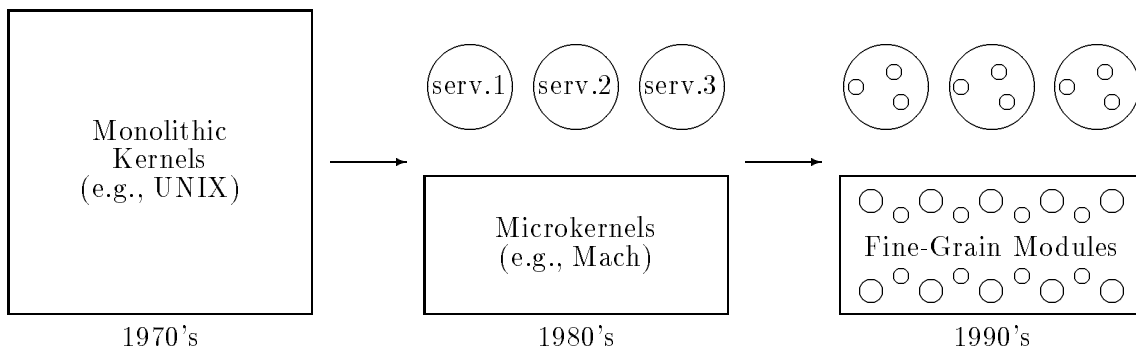 Monolithic
Kernels
(e.g., UNIX)
1970's
serv.1 serv.2 serv.3
Microkernels
(e.g., Mach)
1980's
Fine-Grain Modules
1990's